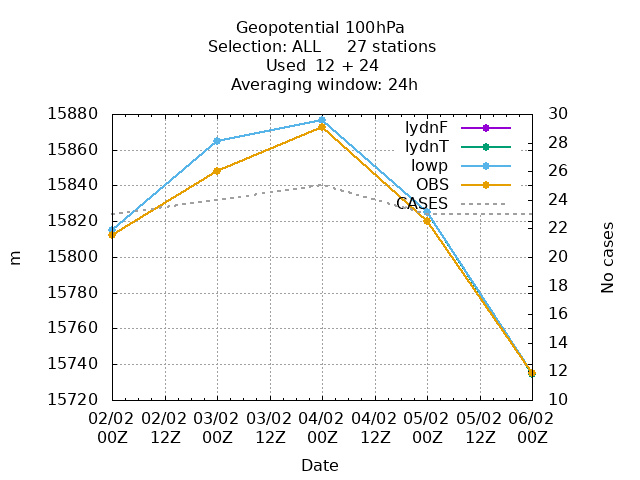 Geopotential 100hPa
Selection: ALL     27 stations
Used  12 + 24
Averaging window: 24h
15880
15860
15840
15820
15800
15780
15760
15740
15720
30
28
26
24
22
20
18
16
14
12
10
lydnF
lydnT
lowp
OBS
CASES
m
No cases
02/02 02/02 03/02 03/02 04/02 04/02 05/02 05/02 06/02
00Z 12Z 00Z 12Z 00Z 12Z 00Z 12Z 00Z
Date